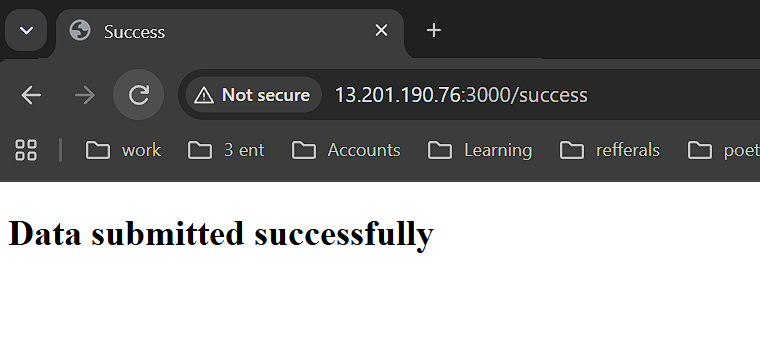 Success
Not secure 13.201.190.76:3000/success
work 3 ent Accounts Learning refferals poet
Data submitted successfully